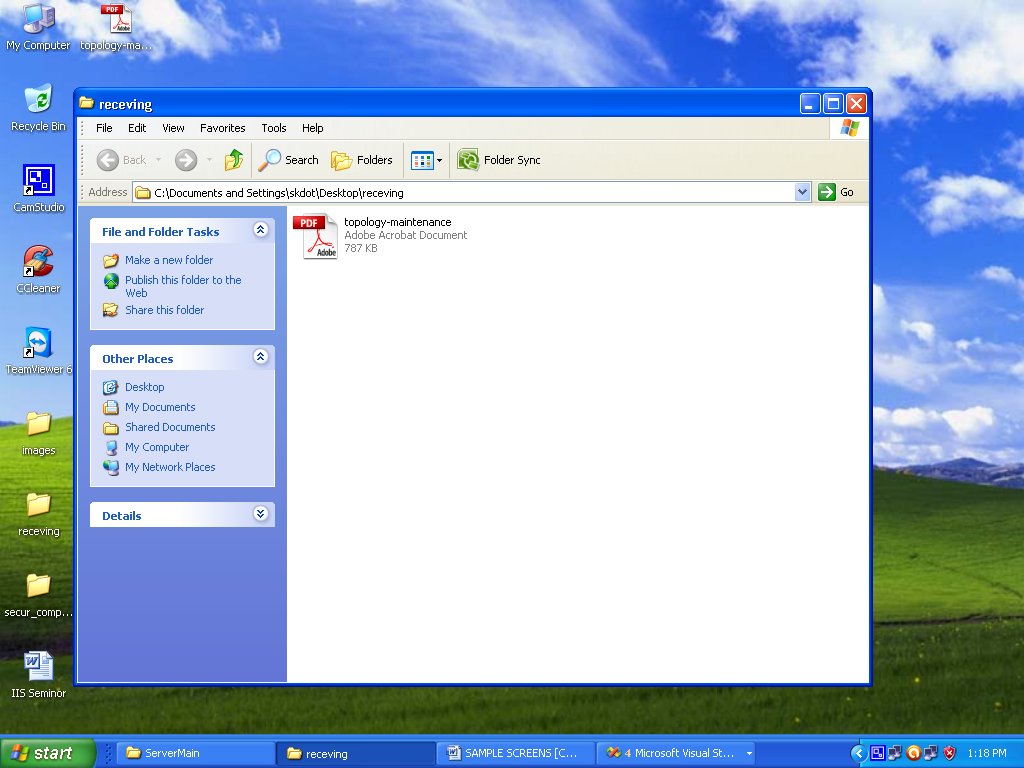 My Computer
topology-ma...
Recycle Bin
CamStudio
CCleaner
TeamViewer 6
images
receving
secur_comp...
IIS Seminor
receving
File Edit View Favorites Tools Help
Back Search Folders Folder Sync
Address C:\Documents and Settings\skdot\Desktop\receving Go
File and Folder Tasks
Make a new folder
Publish this folder to the
Web
Share this folder
Other Places
Desktop
My Documents
Shared Documents
My Computer
My Network Places
Details
PDF
Adobe
topology-maintenance
Adobe Acrobat Document
787 KB
start ServerMain receving SAMPLE SCREENS [C... 4 Microsoft Visual St... 1:18 PM